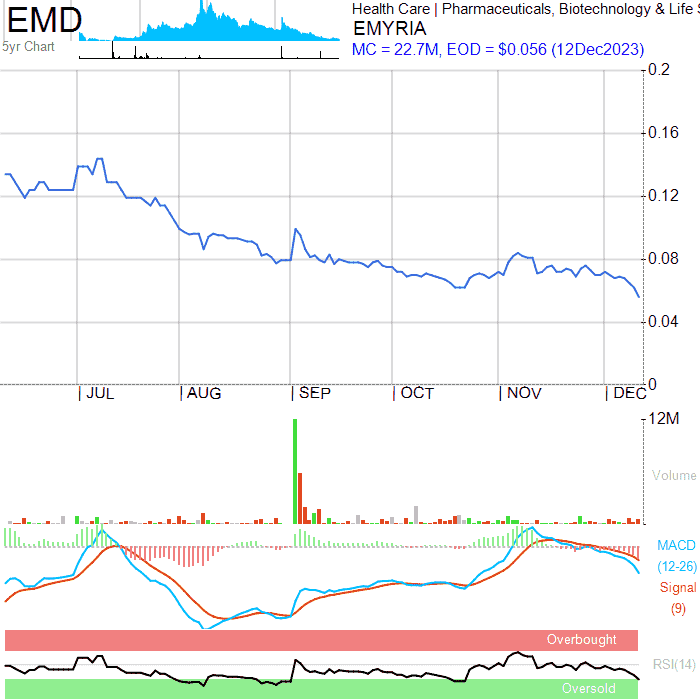 EMD
5yr Chart
Health Care | Pharmaceuticals, Biotechnology & Life
EMYRIA
MC = 22.7M, EOD = $0.056 (12Dec2023)
0.2
0.16
0.12
0.08
0.04
0
| JUL | AUG | SEP | OCT | NOV | DEC
12M
Volume
MACD
(12-26)
Signal
(9)
Overbought
RSI(14)
Oversold